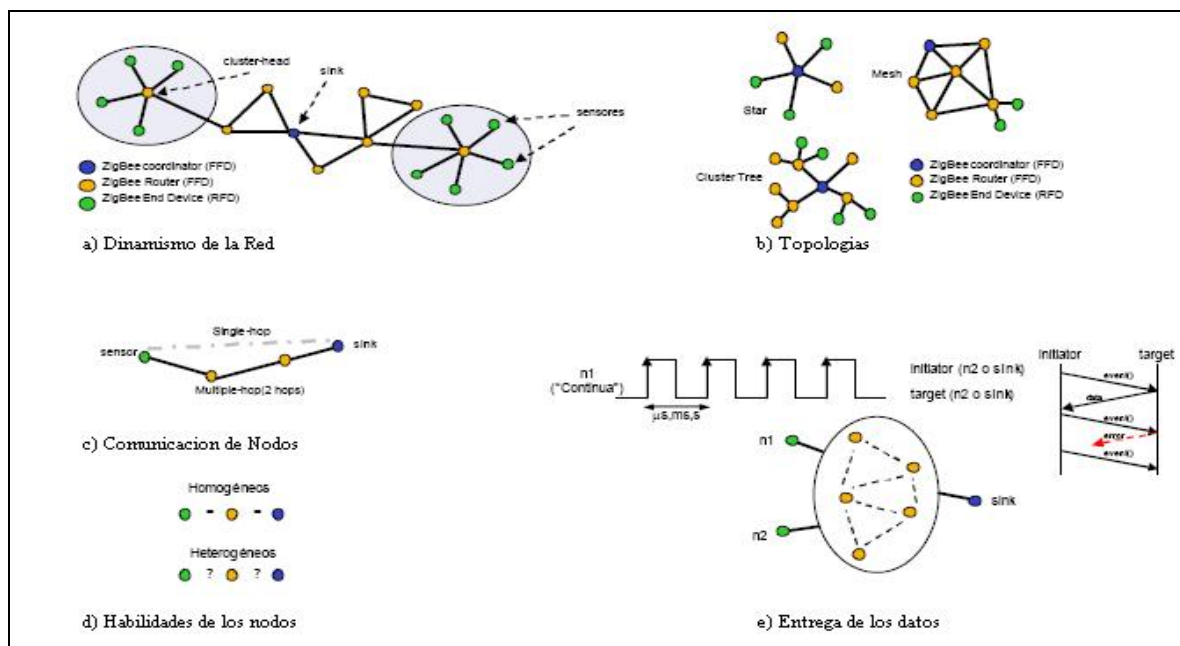 cluster-head
sink
sensores
ZigBee coordinator (FFD)
ZigBee Router (FFD)
ZigBee End Device (RFD)
a) Dinamismo de la Red
Star
Mesh
Cluster Tree
ZigBee coordinator (FFD)
ZigBee Router (FFD)
ZigBee End Device (RFD)
b) Topologias
Single-hop
sensor
sink
Multiple-hop(2 hops)
c) Comunicacion de Nodos
Homogéneos
- -
Heterogéneos
? ?
d) Habilidades de los nodos
n1
("Continua")
μs,ms,s
initiator (n2 o sink)
target (n2 o sink)
initiator target
event()
data
event()
error
event()
n1
n2
sink
e) Entrega de los datos